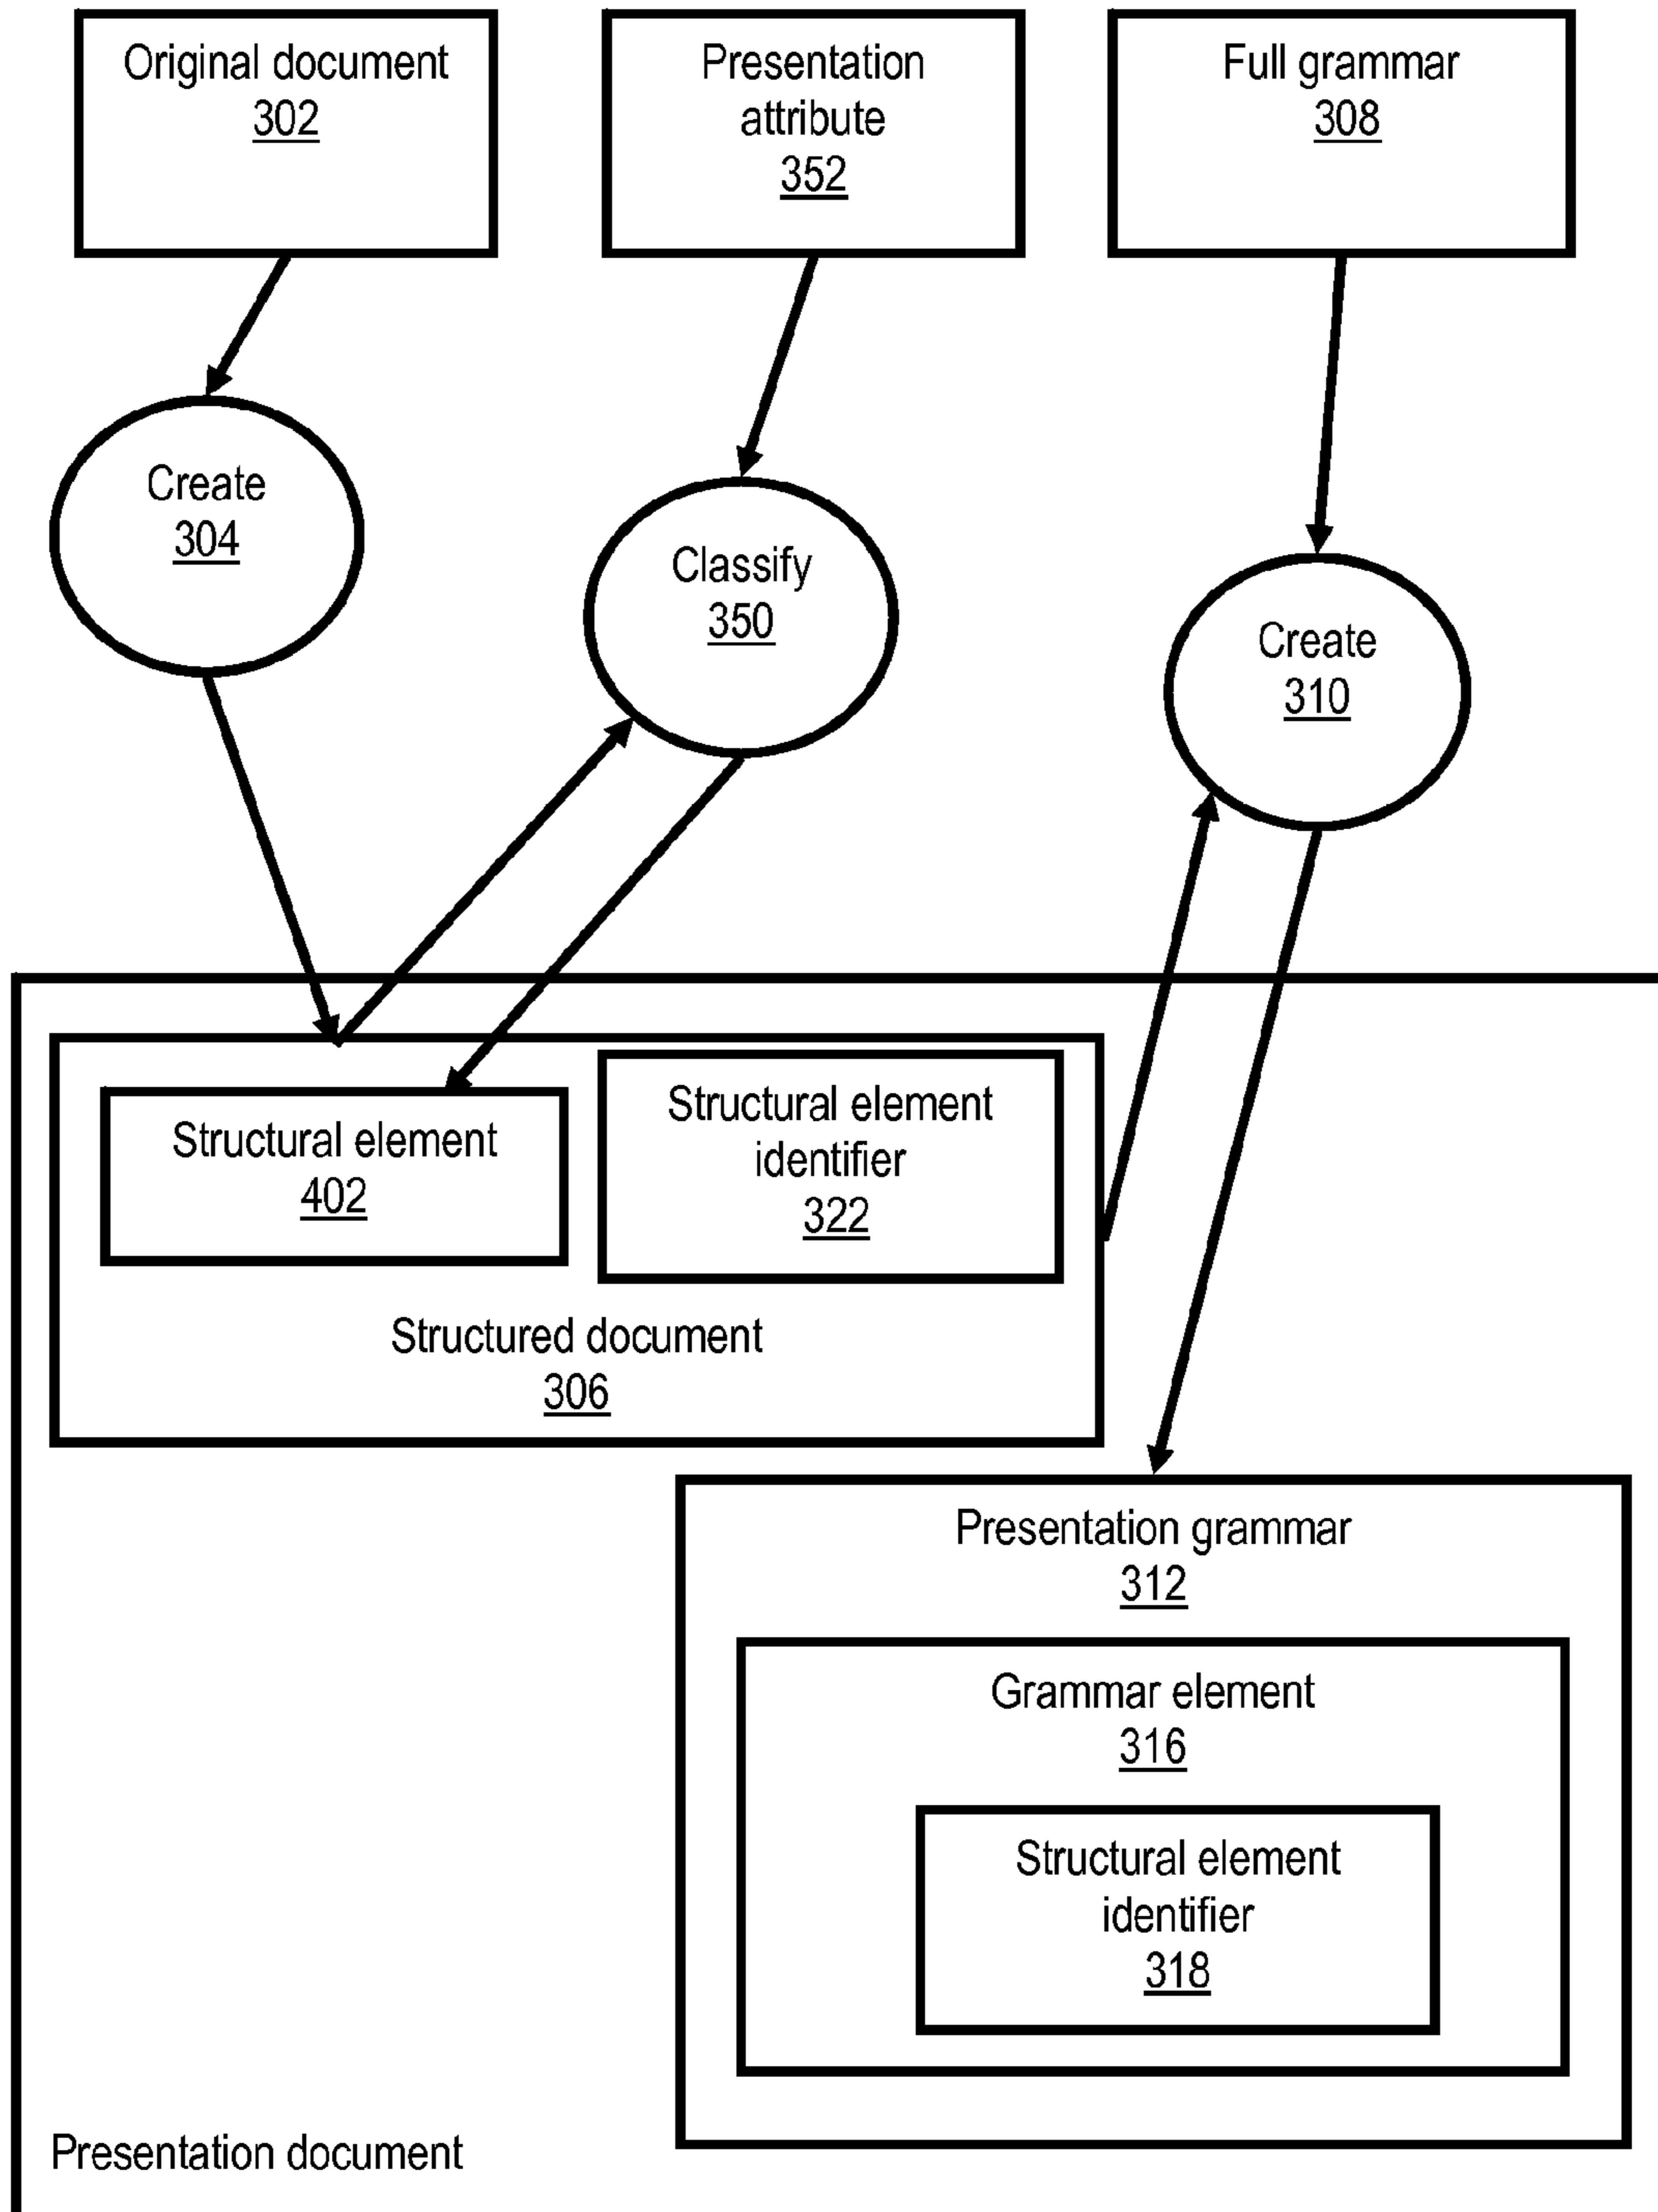 Original document
302
Presentation
attribute
352
Full grammar
308
Create
304
Classify
350
Create
310
Structural element
402
Structural element
identifier
322
Structured document
306
Presentation grammar
312
Grammar element
316
Structural element
identifier
318
Presentation document